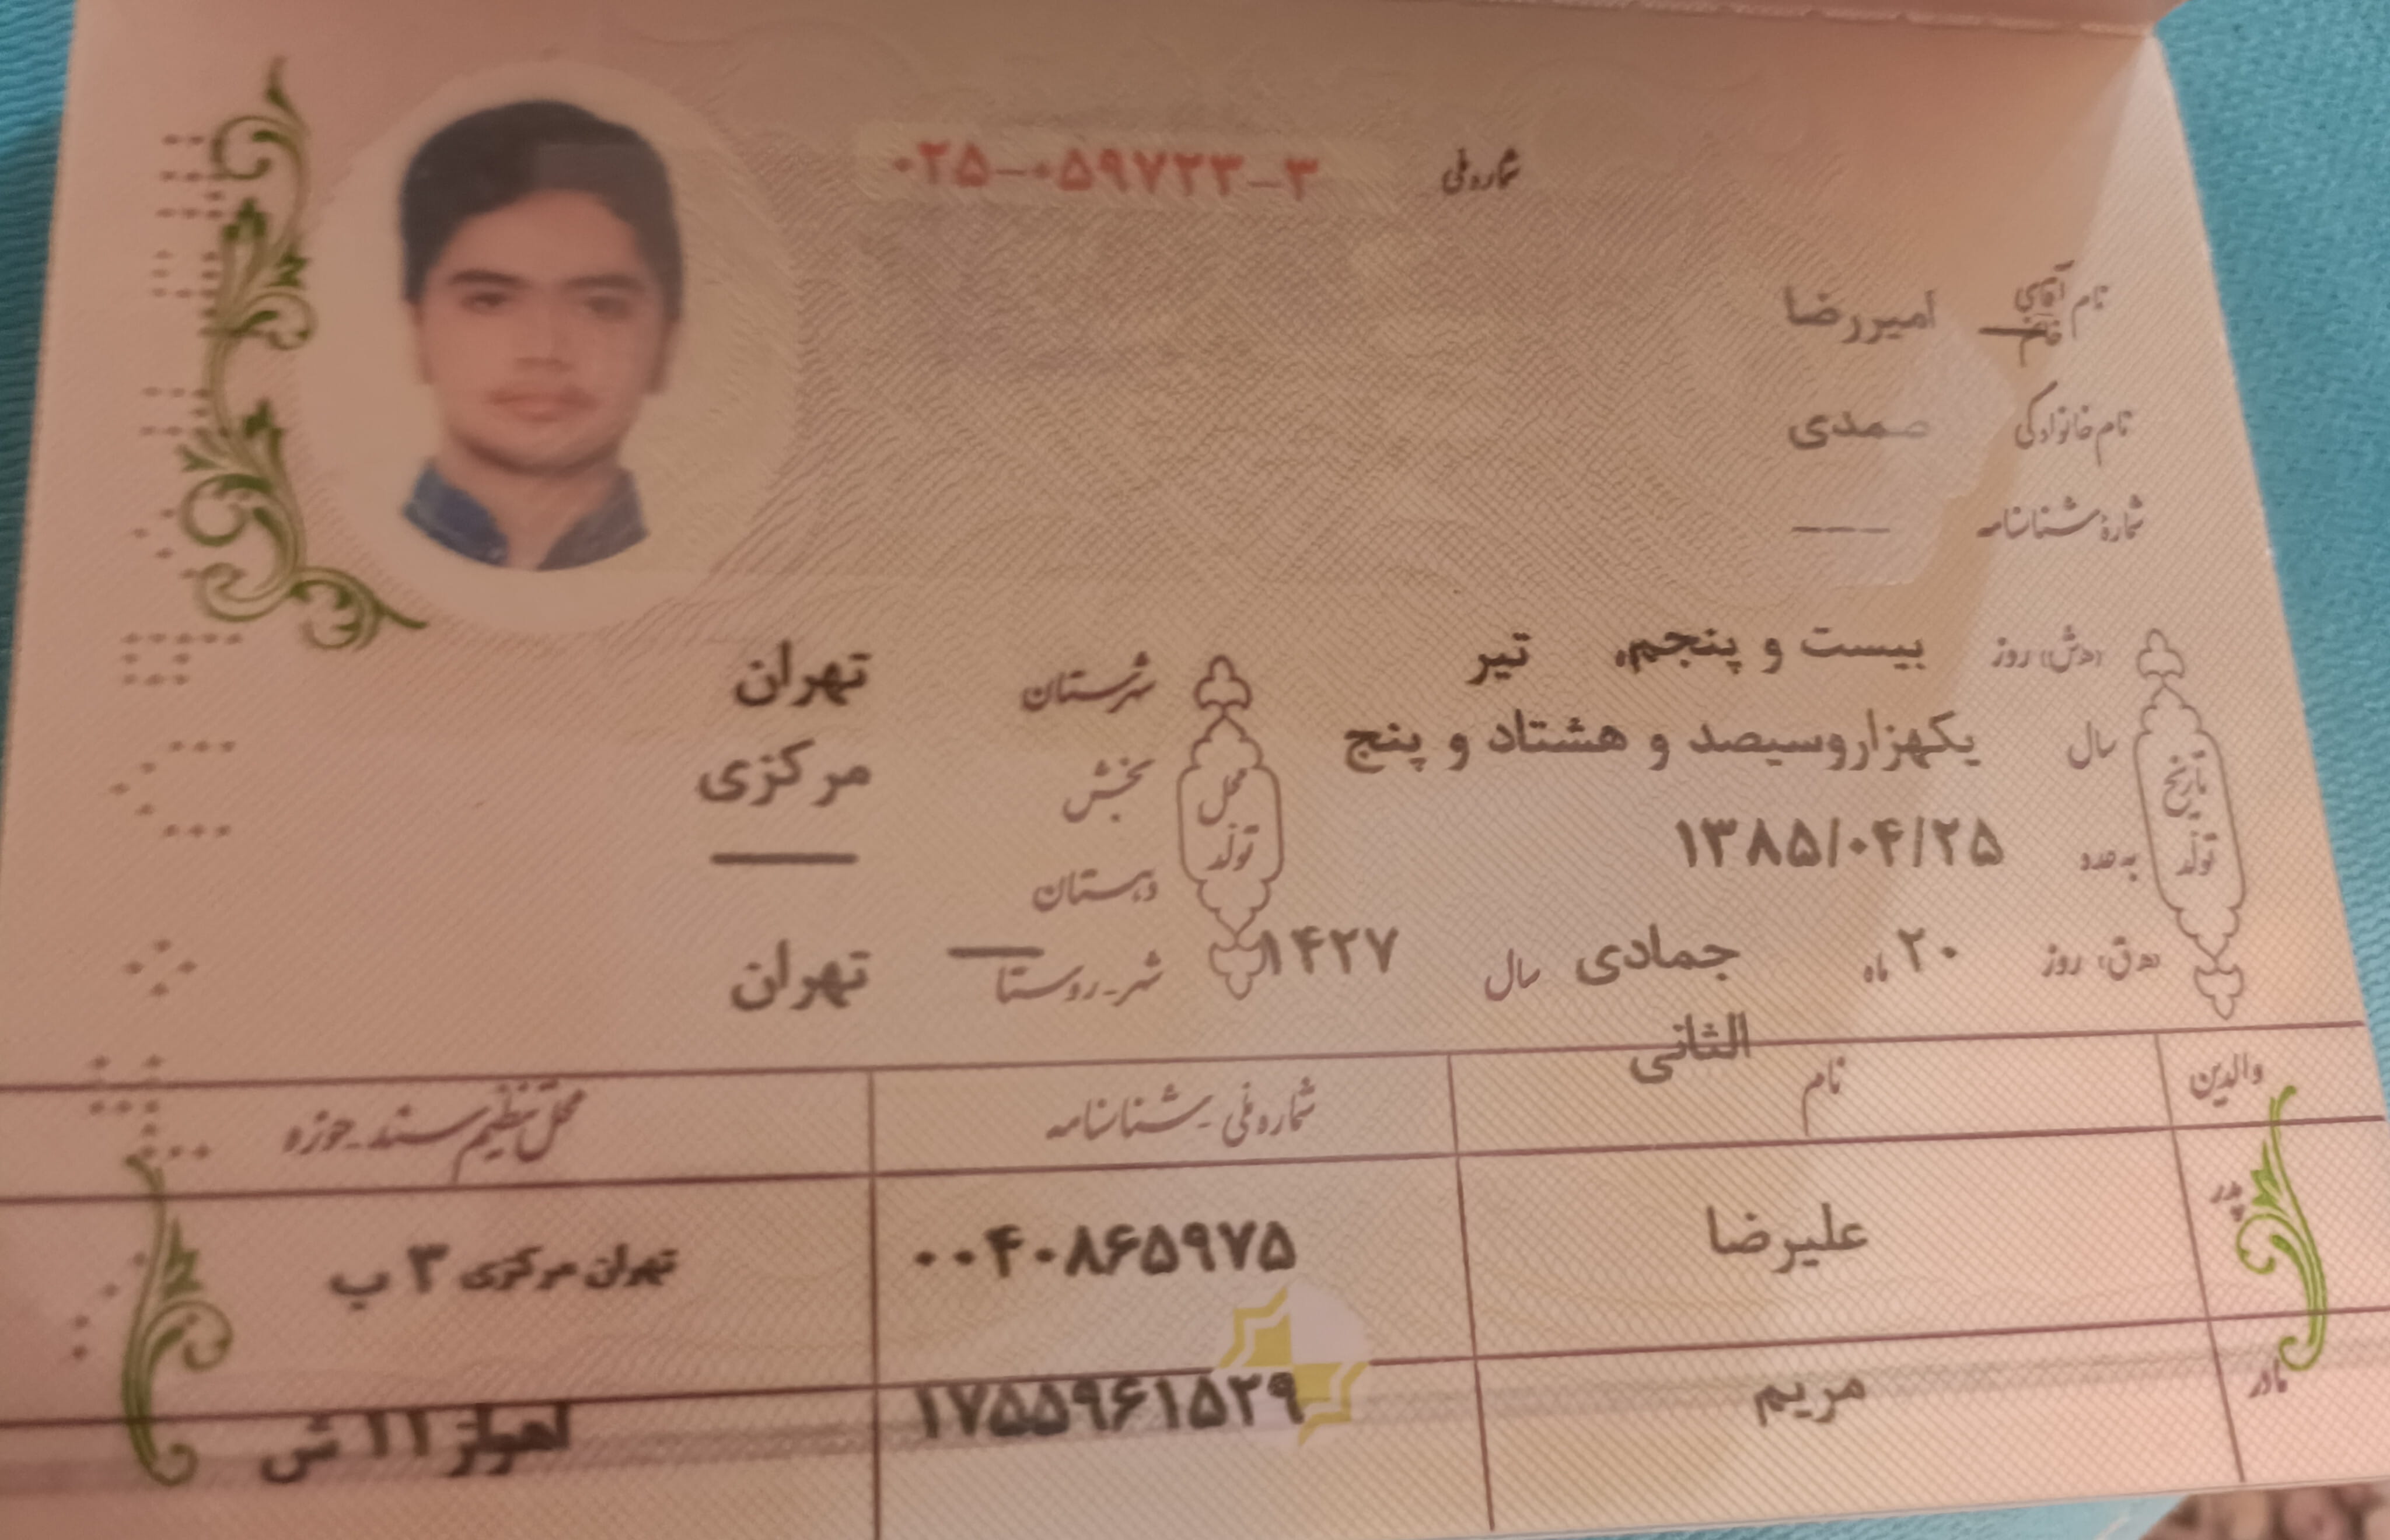 شماره ملی ۰۲۵-۰۵۹۷۲۳-۳
نام آقای خانم امیررضا
نام خانوادگی صمدی
شمارهٔ شناسنامه ——
تاریخ تولد
(ه‍.ش) روز بیست و پنجم، تیر
سال یکهزاروسیصد و هشتاد و پنج
به عدد ۱۳۸۵/۰۴/۲۵
(ه‍.ق) روز ۲۰ ماه جمادی الثانی سال ۱۴۲۷
محل تولد
شهرستان تهران
بخش مرکزی
دهستان ——
شهر-روستا تهران
والدین نام شماره ملی-شناسنامه محل تنظیم سند-حوزه
پدر علیرضا ۰۰۴۰۸۶۵۹۷۵ تهران مرکزی ۳ ب
مادر مریم ۱۷۵۵۹۶۱۵۲۹ اهواز ۱۱ ش